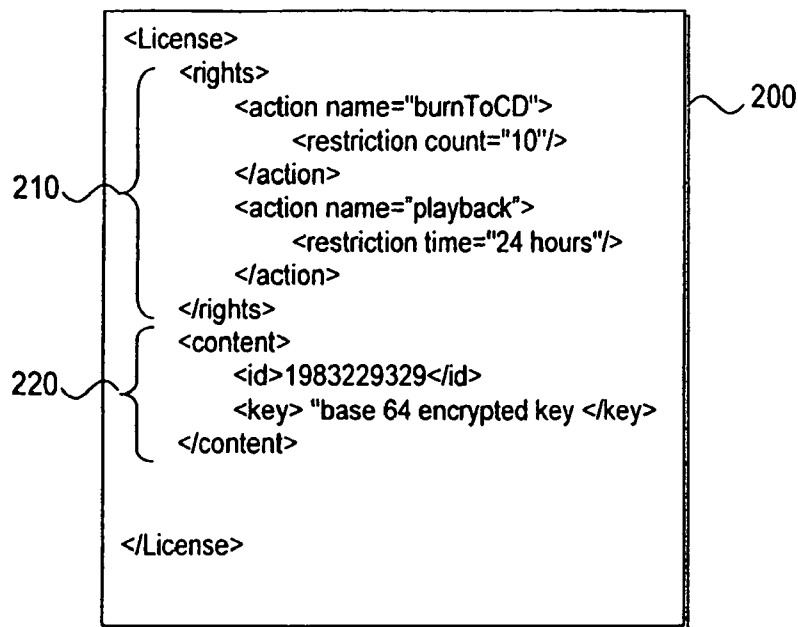 <License>
<rights>
<action name="burnToCD">
<restriction count="10"/>
</action>
<action name="playback">
<restriction time="24 hours"/>
</action>
</rights>
<content>
<id>1983229329</id>
<key> "base 64 encrypted key </key>
</content>
</License>
200
210
220